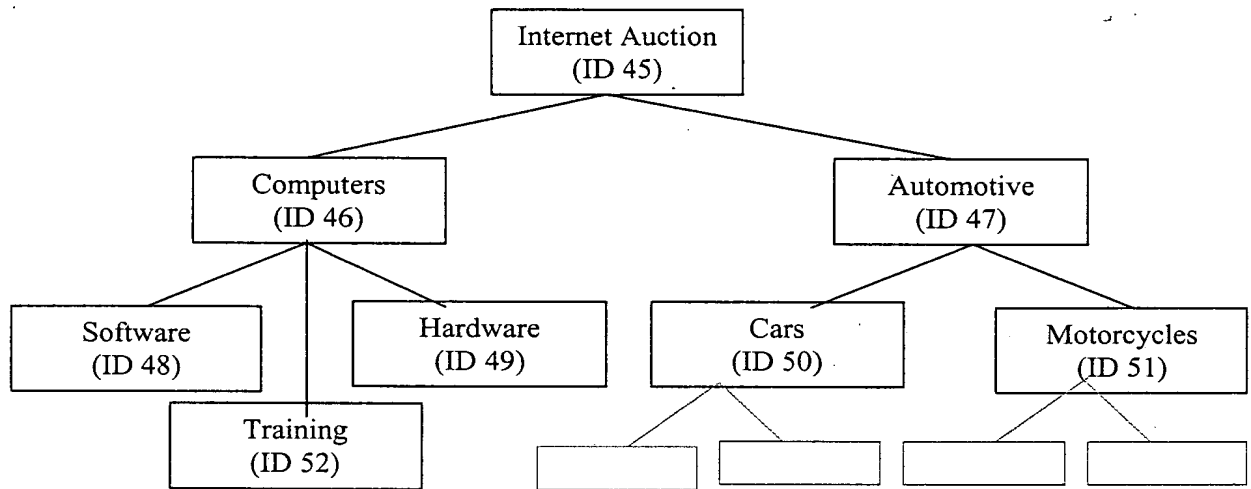 Internet Auction
(ID 45)
Computers
(ID 46)
Automotive
(ID 47)
Software
(ID 48)
Hardware
(ID 49)
Cars
(ID 50)
Motorcycles
(ID 51)
Training
(ID 52)